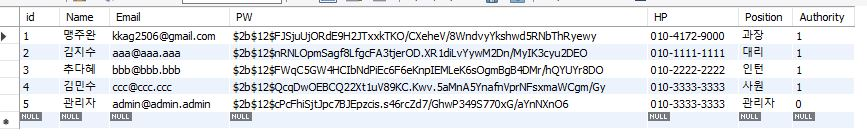 id Name Email PW HP Position Authority
1 맹주완 kkag2506@gmail.com $2b$12$FJSjuUjORdE9H2JTxxkTKO/CXeheV/8WndvyYkshwd5RNbThRyewy 010-4172-9000 과장 1
2 김지수 aaa@aaa.aaa $2b$12$nRNLOpmSagf8LfgcFA3tjerOD.XR1diLvYywM2Dn/MyIK3cyu2DEO 010-1111-1111 대리 1
3 추다혜 bbb@bbb.bbb $2b$12$FWqC5GW4HCIbNdPiEc6F6eKnpIEMLeK6sOgmBgB4DMr/hQYUYr8DO 010-2222-2222 인턴 1
4 김민수 ccc@ccc.ccc $2b$12$QcqDwOEBCQ22Xt1uV89KC.Kwv.5aMnA5YnafnVprNFsxmaWCgm/Gy 010-3333-3333 사원 1
5 관리자 admin@admin.admin $2b$12$cPcFhiSjtJpc7BJEpzcis.s46rcZd7/GhwP349S770xG/aYnNXnO6 010-3333-3333 관리자 0
NULL NULL NULL NULL NULL NULL NULL